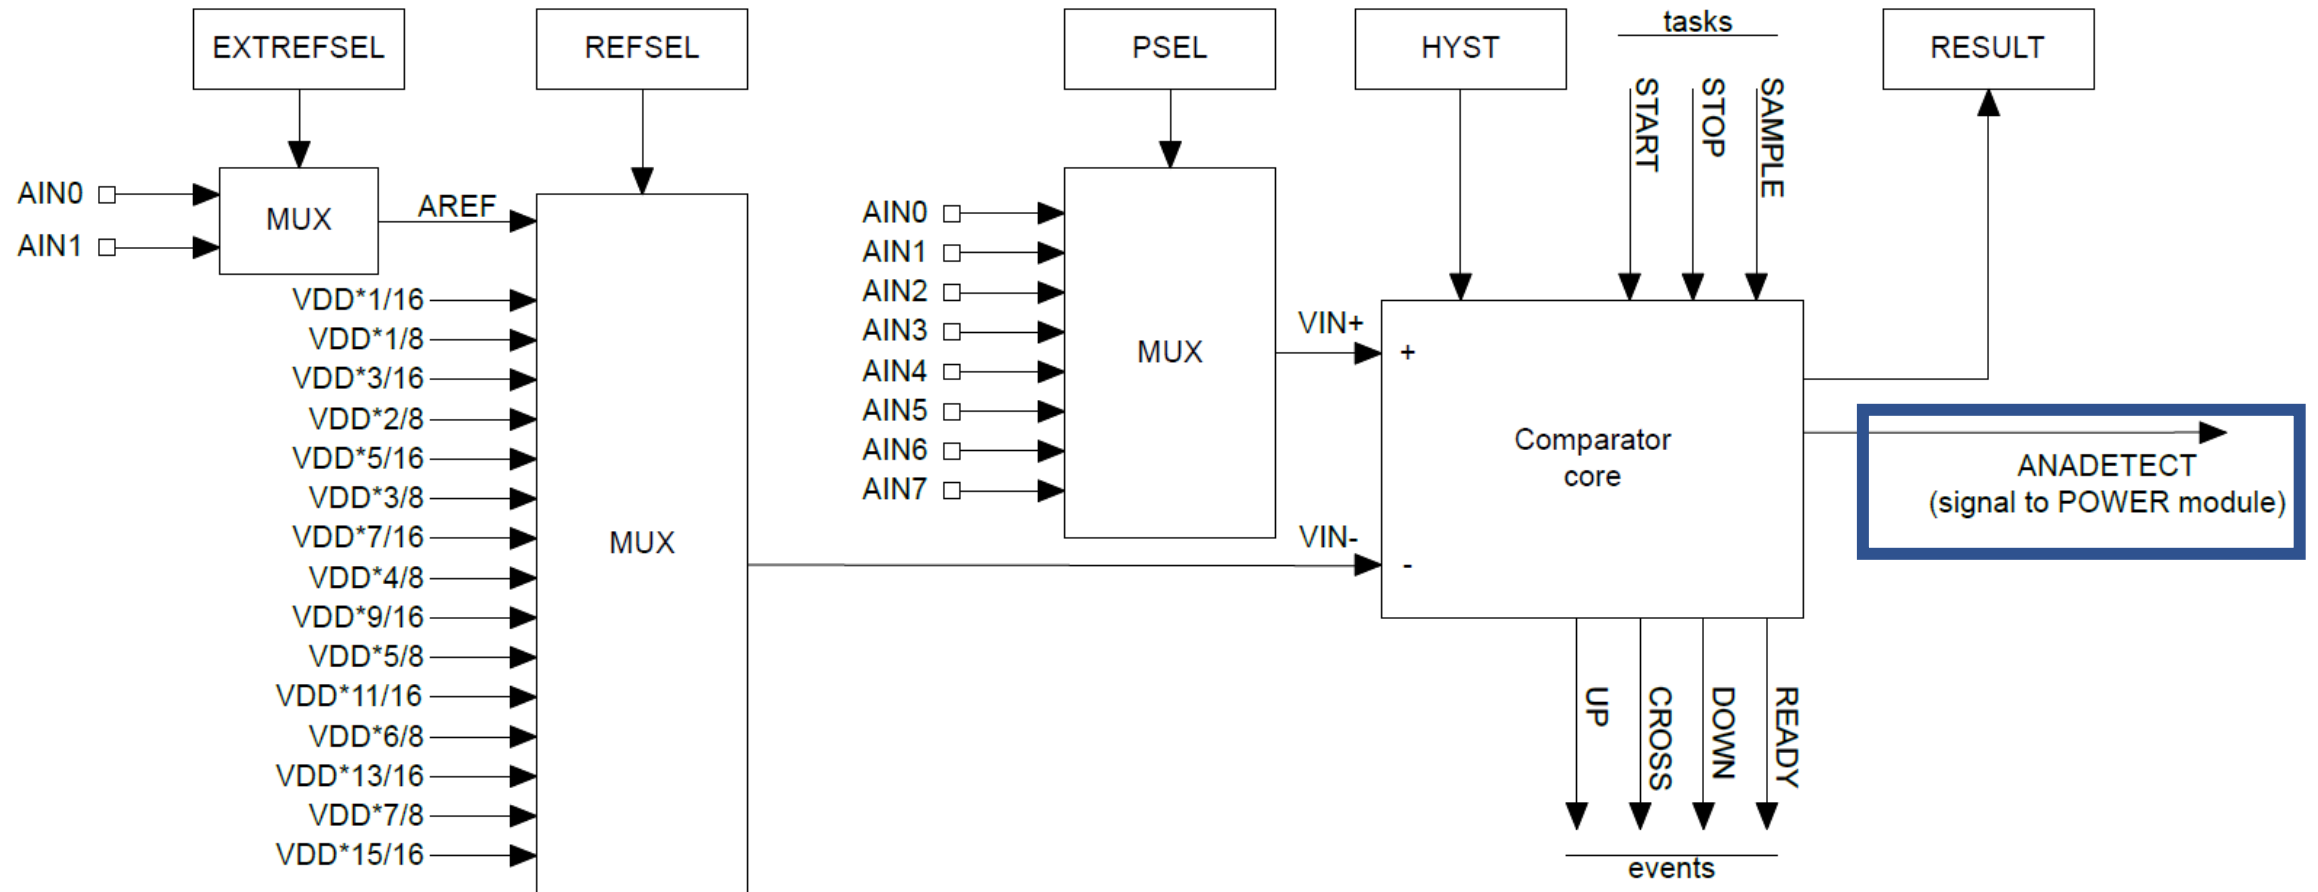 EXTREFSEL
REFSEL
PSEL
HYST
tasks
START
STOP
SAMPLE
RESULT
AIN0
AIN1
MUX
AREF
VDD*1/16
VDD*1/8
VDD*3/16
VDD*2/8
VDD*5/16
VDD*3/8
VDD*7/16
VDD*4/8
VDD*9/16
VDD*5/8
VDD*11/16
VDD*6/8
VDD*13/16
VDD*7/8
VDD*15/16
MUX
AIN0
AIN1
AIN2
AIN3
AIN4
AIN5
AIN6
AIN7
MUX
VIN+
VIN-
+
-
Comparator
core
ANADETECT
(signal to POWER module)
UP
CROSS
DOWN
READY
events